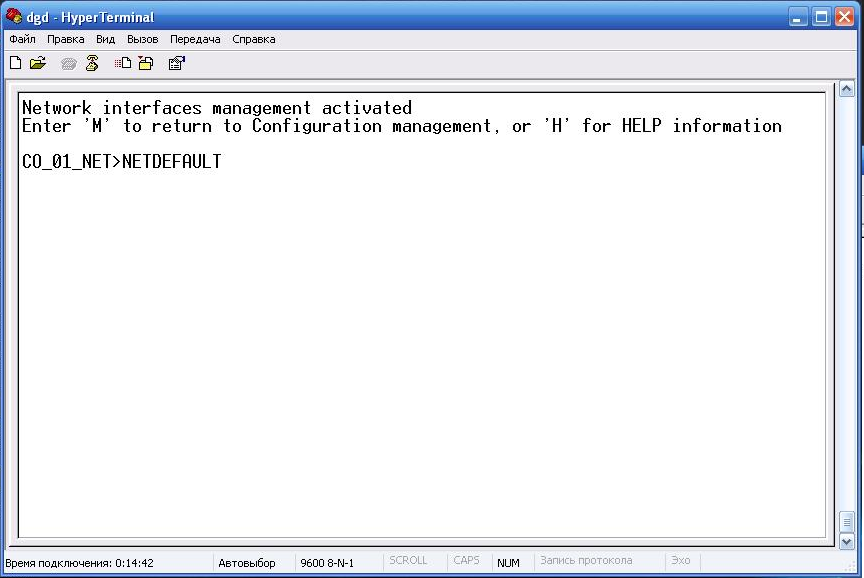 dgd - HyperTerminal
Файл Правка Вид Вызов Передача Справка
Network interfaces management activated
Enter 'M' to return to Configuration management, or 'H' for HELP information
CO_01_NET>NETDEFAULT
Время подключения: 0:14:42 Автовыбор 9600 8-N-1 SCROLL CAPS NUM Запись протокола Эхо